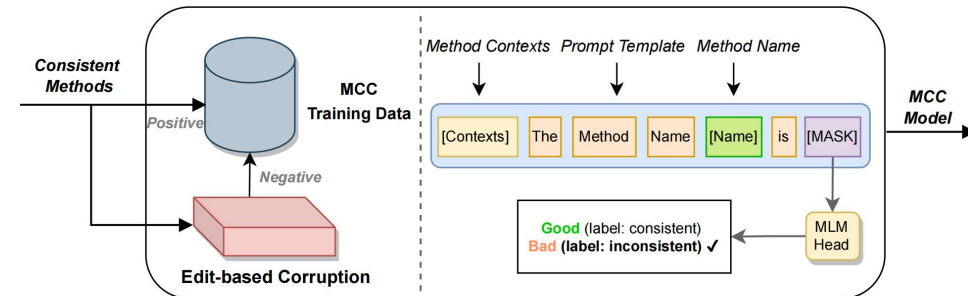 Consistent
Methods
Positive
MCC
Training Data
Negative
Edit-based Corruption
Method Contexts Prompt Template Method Name
[Contexts] The Method Name [Name] is [MASK]
MLM
Head
Good (label: consistent)
Bad (label: inconsistent) ✓
MCC
Model